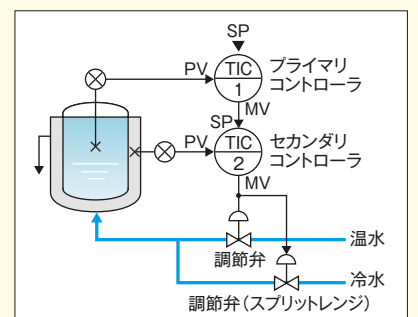 SP
PV
TIC
1
プライマリ
コントローラ
MV
SP
PV
TIC
2
セカンダリ
コントローラ
MV
温水
調節弁
冷水
調節弁(スプリットレンジ)